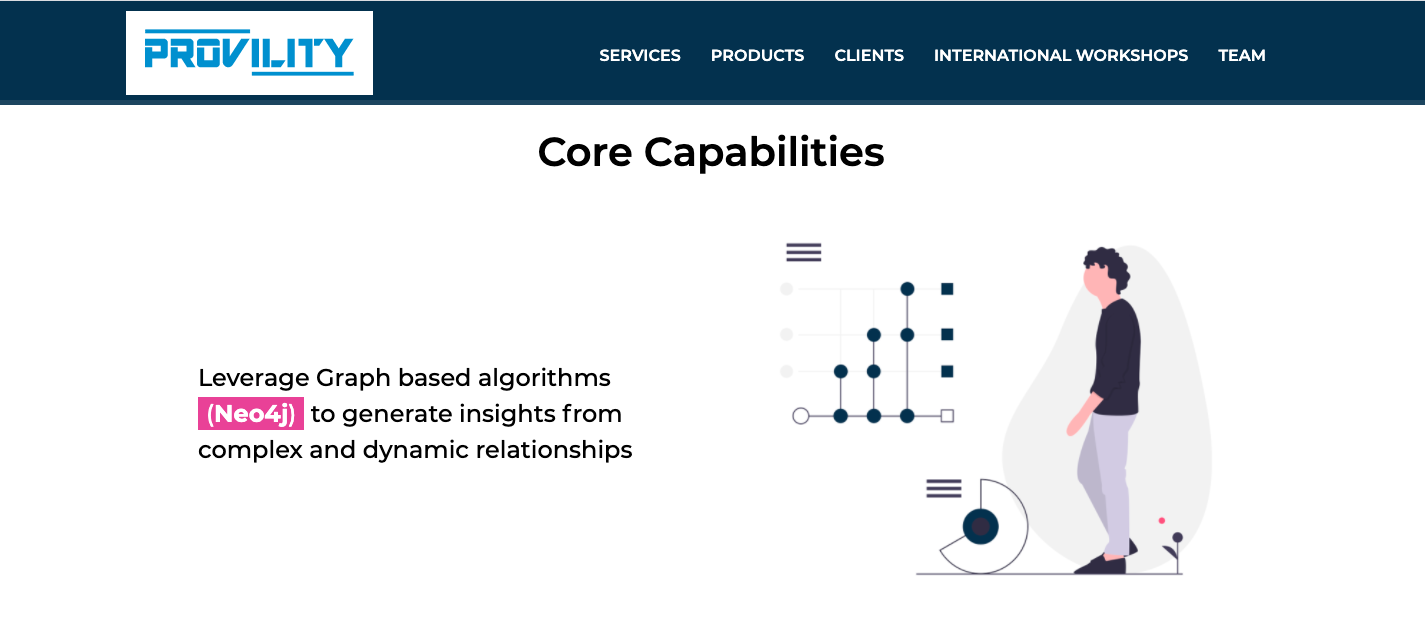 PROVILITY
SERVICES PRODUCTS CLIENTS INTERNATIONAL WORKSHOPS TEAM
Core Capabilities
Leverage Graph based algorithms
(Neo4j) to generate insights from
complex and dynamic relationships